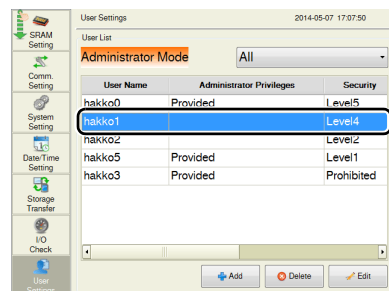 User Settings 2014-05-07 17:07:50
User List
Administrator Mode All
User Name Administrator Privileges Security
hakko0 Provided Level5
hakko1 Level4
hakko2 Level2
hakko5 Provided Level1
hakko3 Provided Prohibited
Add Delete Edit
SRAM
Setting
Comm.
Setting
System
Setting
Date/Time
Setting
Storage
Transfer
I/O
Check
User
Settings